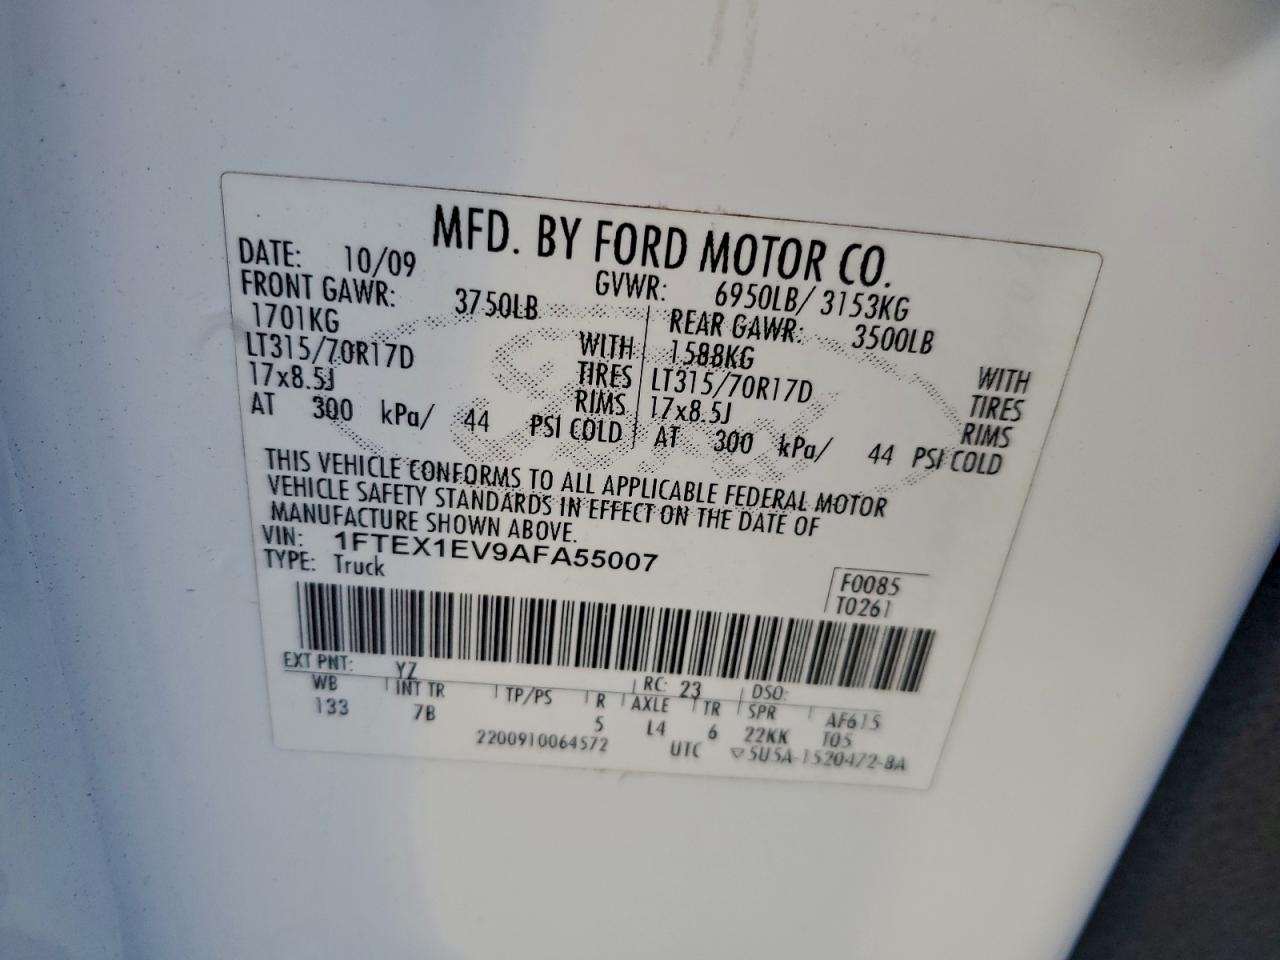 MFD. BY FORD MOTOR CO.
DATE: 10/09 GVWR: 6950LB/ 3153KG
FRONT GAWR: 3750LB REAR GAWR: 3500LB
1701KG WITH 1588KG WITH
LT315/70R17D TIRES LT315/70R17D TIRES
17x8.5J RIMS 17x8.5J RIMS
AT 300 kPa/ 44 PSI COLD AT 300 kPa/ 44 PSI COLD
THIS VEHICLE CONFORMS TO ALL APPLICABLE FEDERAL MOTOR
VEHICLE SAFETY STANDARDS IN EFFECT ON THE DATE OF
MANUFACTURE SHOWN ABOVE.
VIN: 1FTEX1EV9AFA55007
TYPE: Truck
F0085
T0261
EXT PNT: YZ RC: 23 DSO:
WB INT TR TP/PS R AXLE TR SPR AF615
133 7B 5 L4 6 22KK T05
2200910064572 UTC ▽5U5A-1520472-BA